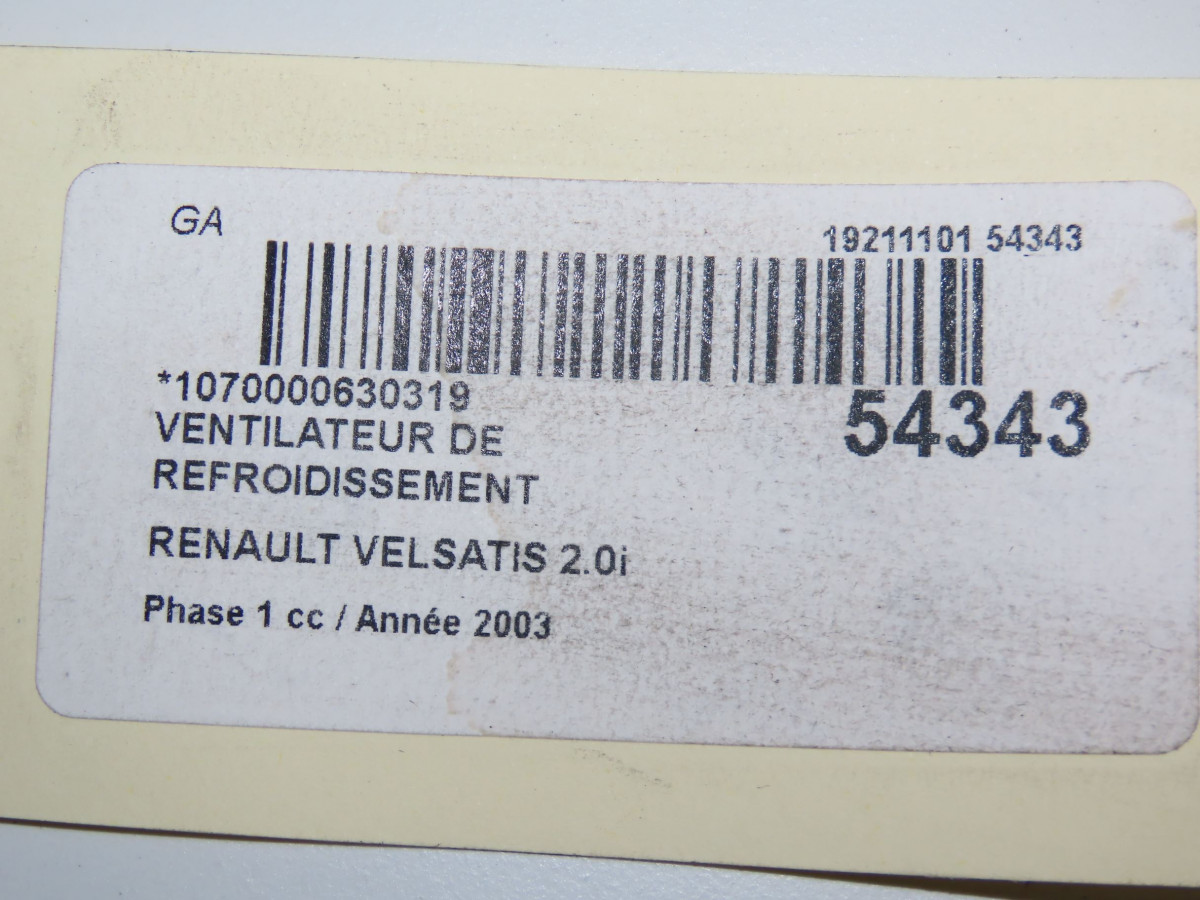 GA
19211101 54343
*1070000630319
54343
VENTILATEUR DE
REFROIDISSEMENT
RENAULT VELSATIS 2.0i
Phase 1 cc / Année 2003